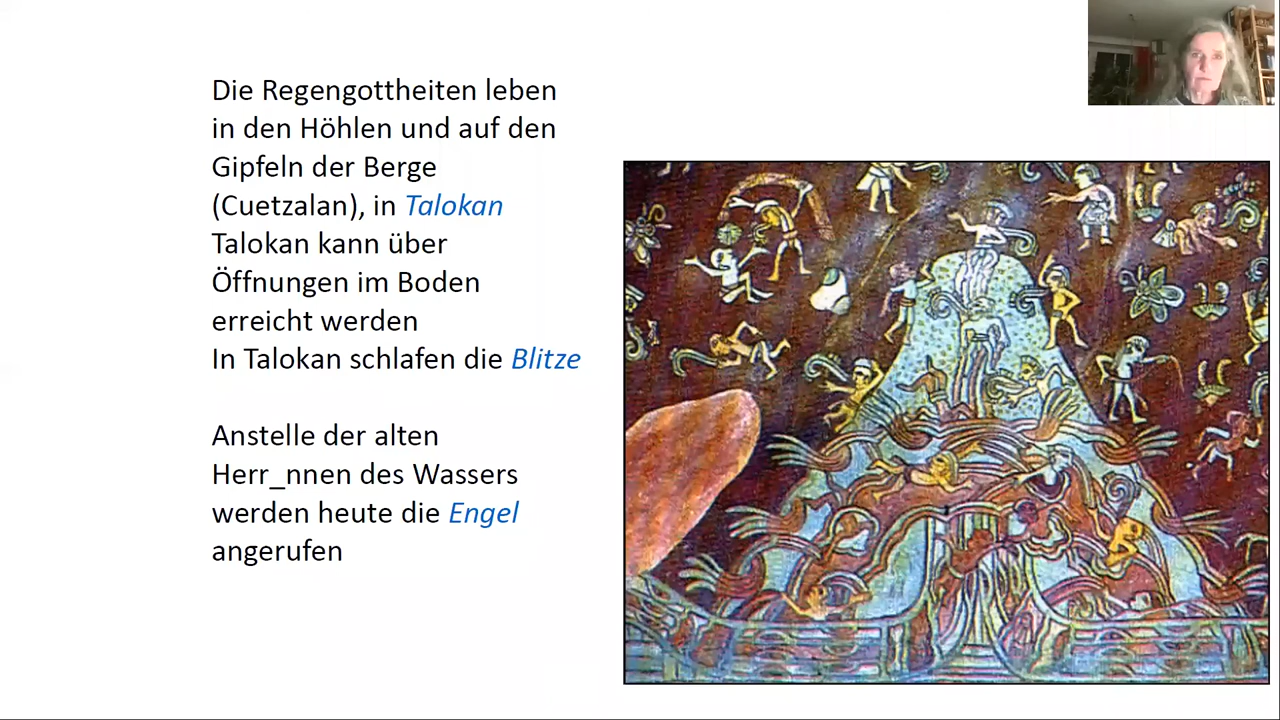 Die Regengottheiten leben
in den Höhlen und auf den
Gipfeln der Berge
(Cuetzalan), in Talokan
Talokan kann über
Öffnungen im Boden
erreicht werden
In Talokan schlafen die Blitze
Anstelle der alten
Herr_nnen des Wassers
werden heute die Engel
angerufen